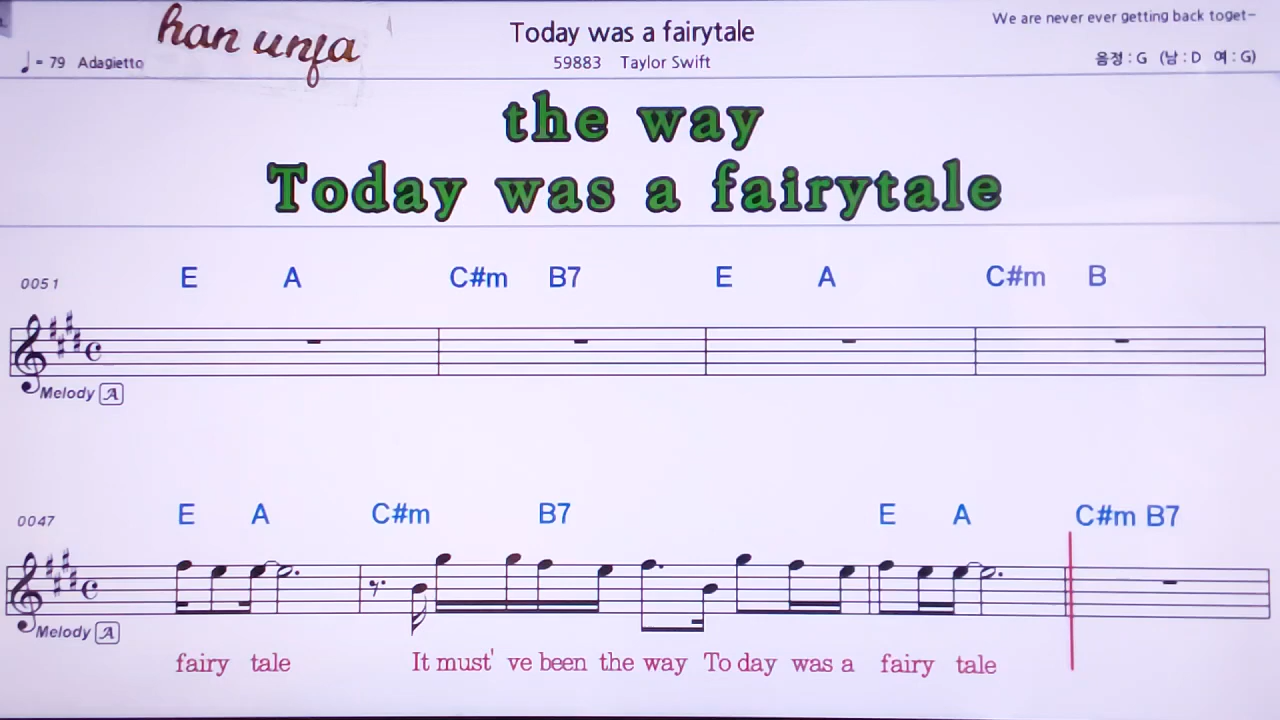 han unfa
Today was a fairytale
We are never ever getting back toget-
♩= 79 Adagietto
59883 Taylor Swift
음정 : G (남 : D 여 : G)
the way
Today was a fairytale
0051
E A C#m B7 E A C#m B
Melody A
0047
E A C#m B7 E A C#m B7
Melody A
fairy tale It must' ve been the way To day was a fairy tale